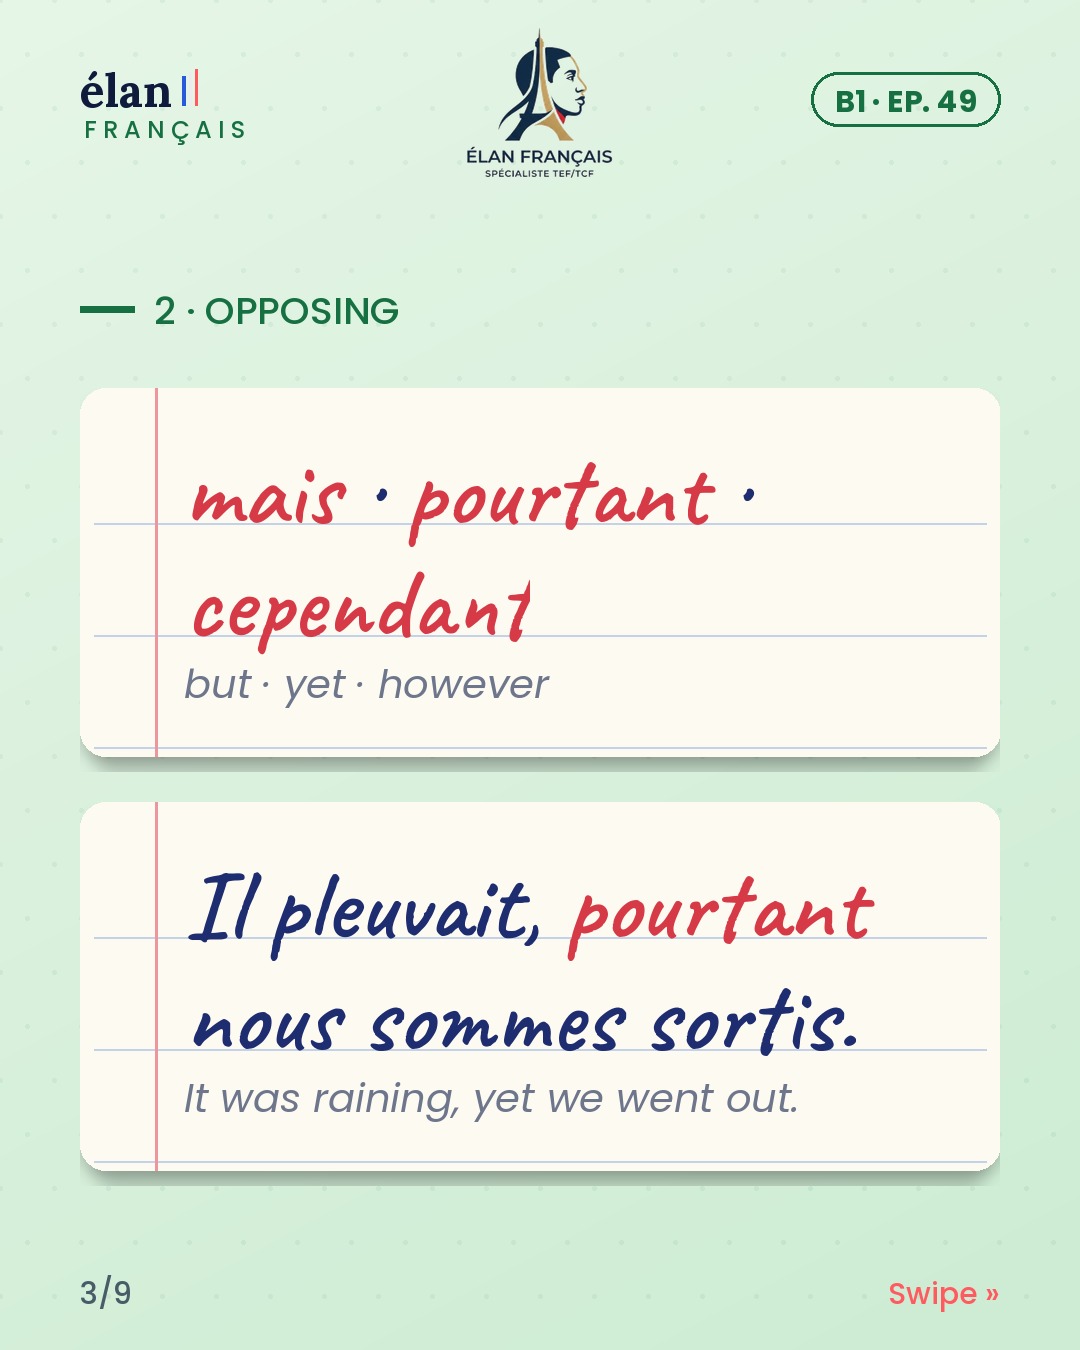 élan
FRANÇAIS
ÉLAN FRANÇAIS
SPÉCIALISTE TEF/TCF
B1 · EP. 49
2 · OPPOSING
mais · pourtant ·
cependant
but · yet · however
Il pleuvait, pourtant
nous sommes sortis.
It was raining, yet we went out.
3/9
Swipe »